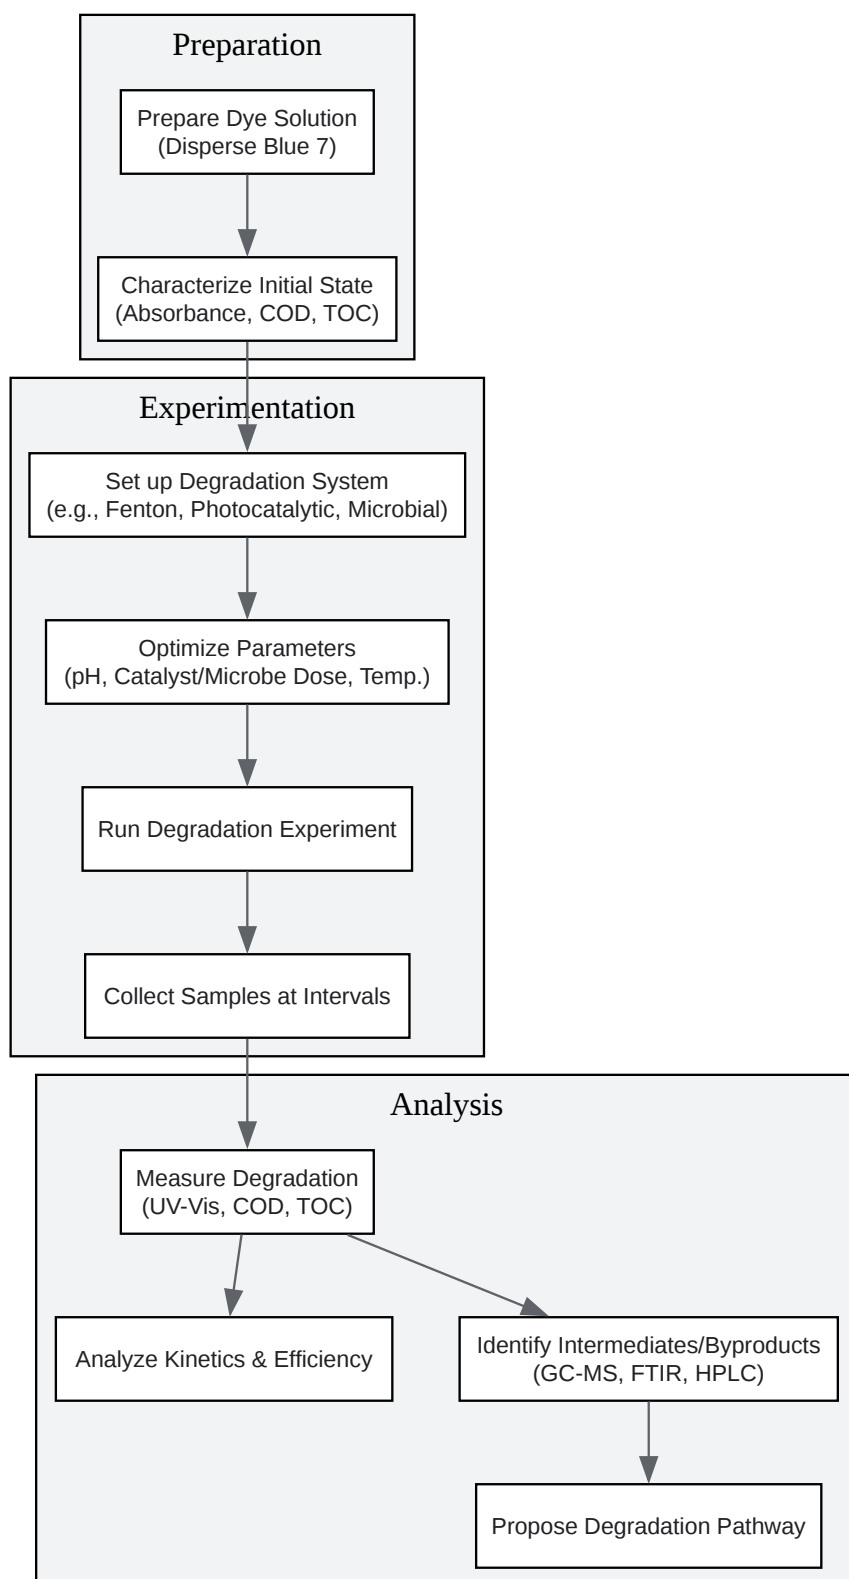 Preparation
Prepare Dye Solution
(Disperse Blue 7)
Characterize Initial State
(Absorbance, COD, TOC)
Experimentation
Set up Degradation System
(e.g., Fenton, Photocatalytic, Microbial)
Optimize Parameters
(pH, Catalyst/Microbe Dose, Temp.)
Run Degradation Experiment
Collect Samples at Intervals
Analysis
Measure Degradation
(UV-Vis, COD, TOC)
Analyze Kinetics & Efficiency
Identify Intermediates/Byproducts
(GC-MS, FTIR, HPLC)
Propose Degradation Pathway